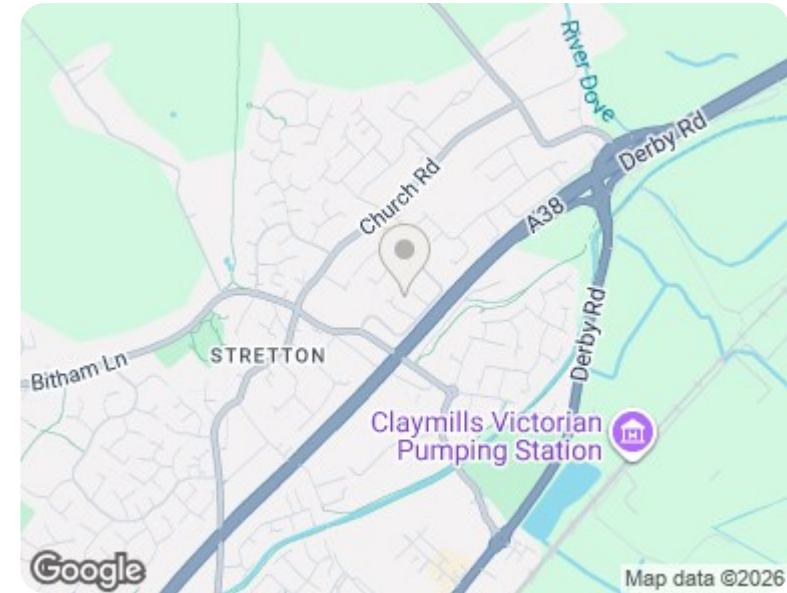 River Dove
Derby Rd
Church Rd
A38
Derby Rd
STRETTON
Bitham Ln
Claymills Victorian
Pumping Station
Google
Map data ©2026